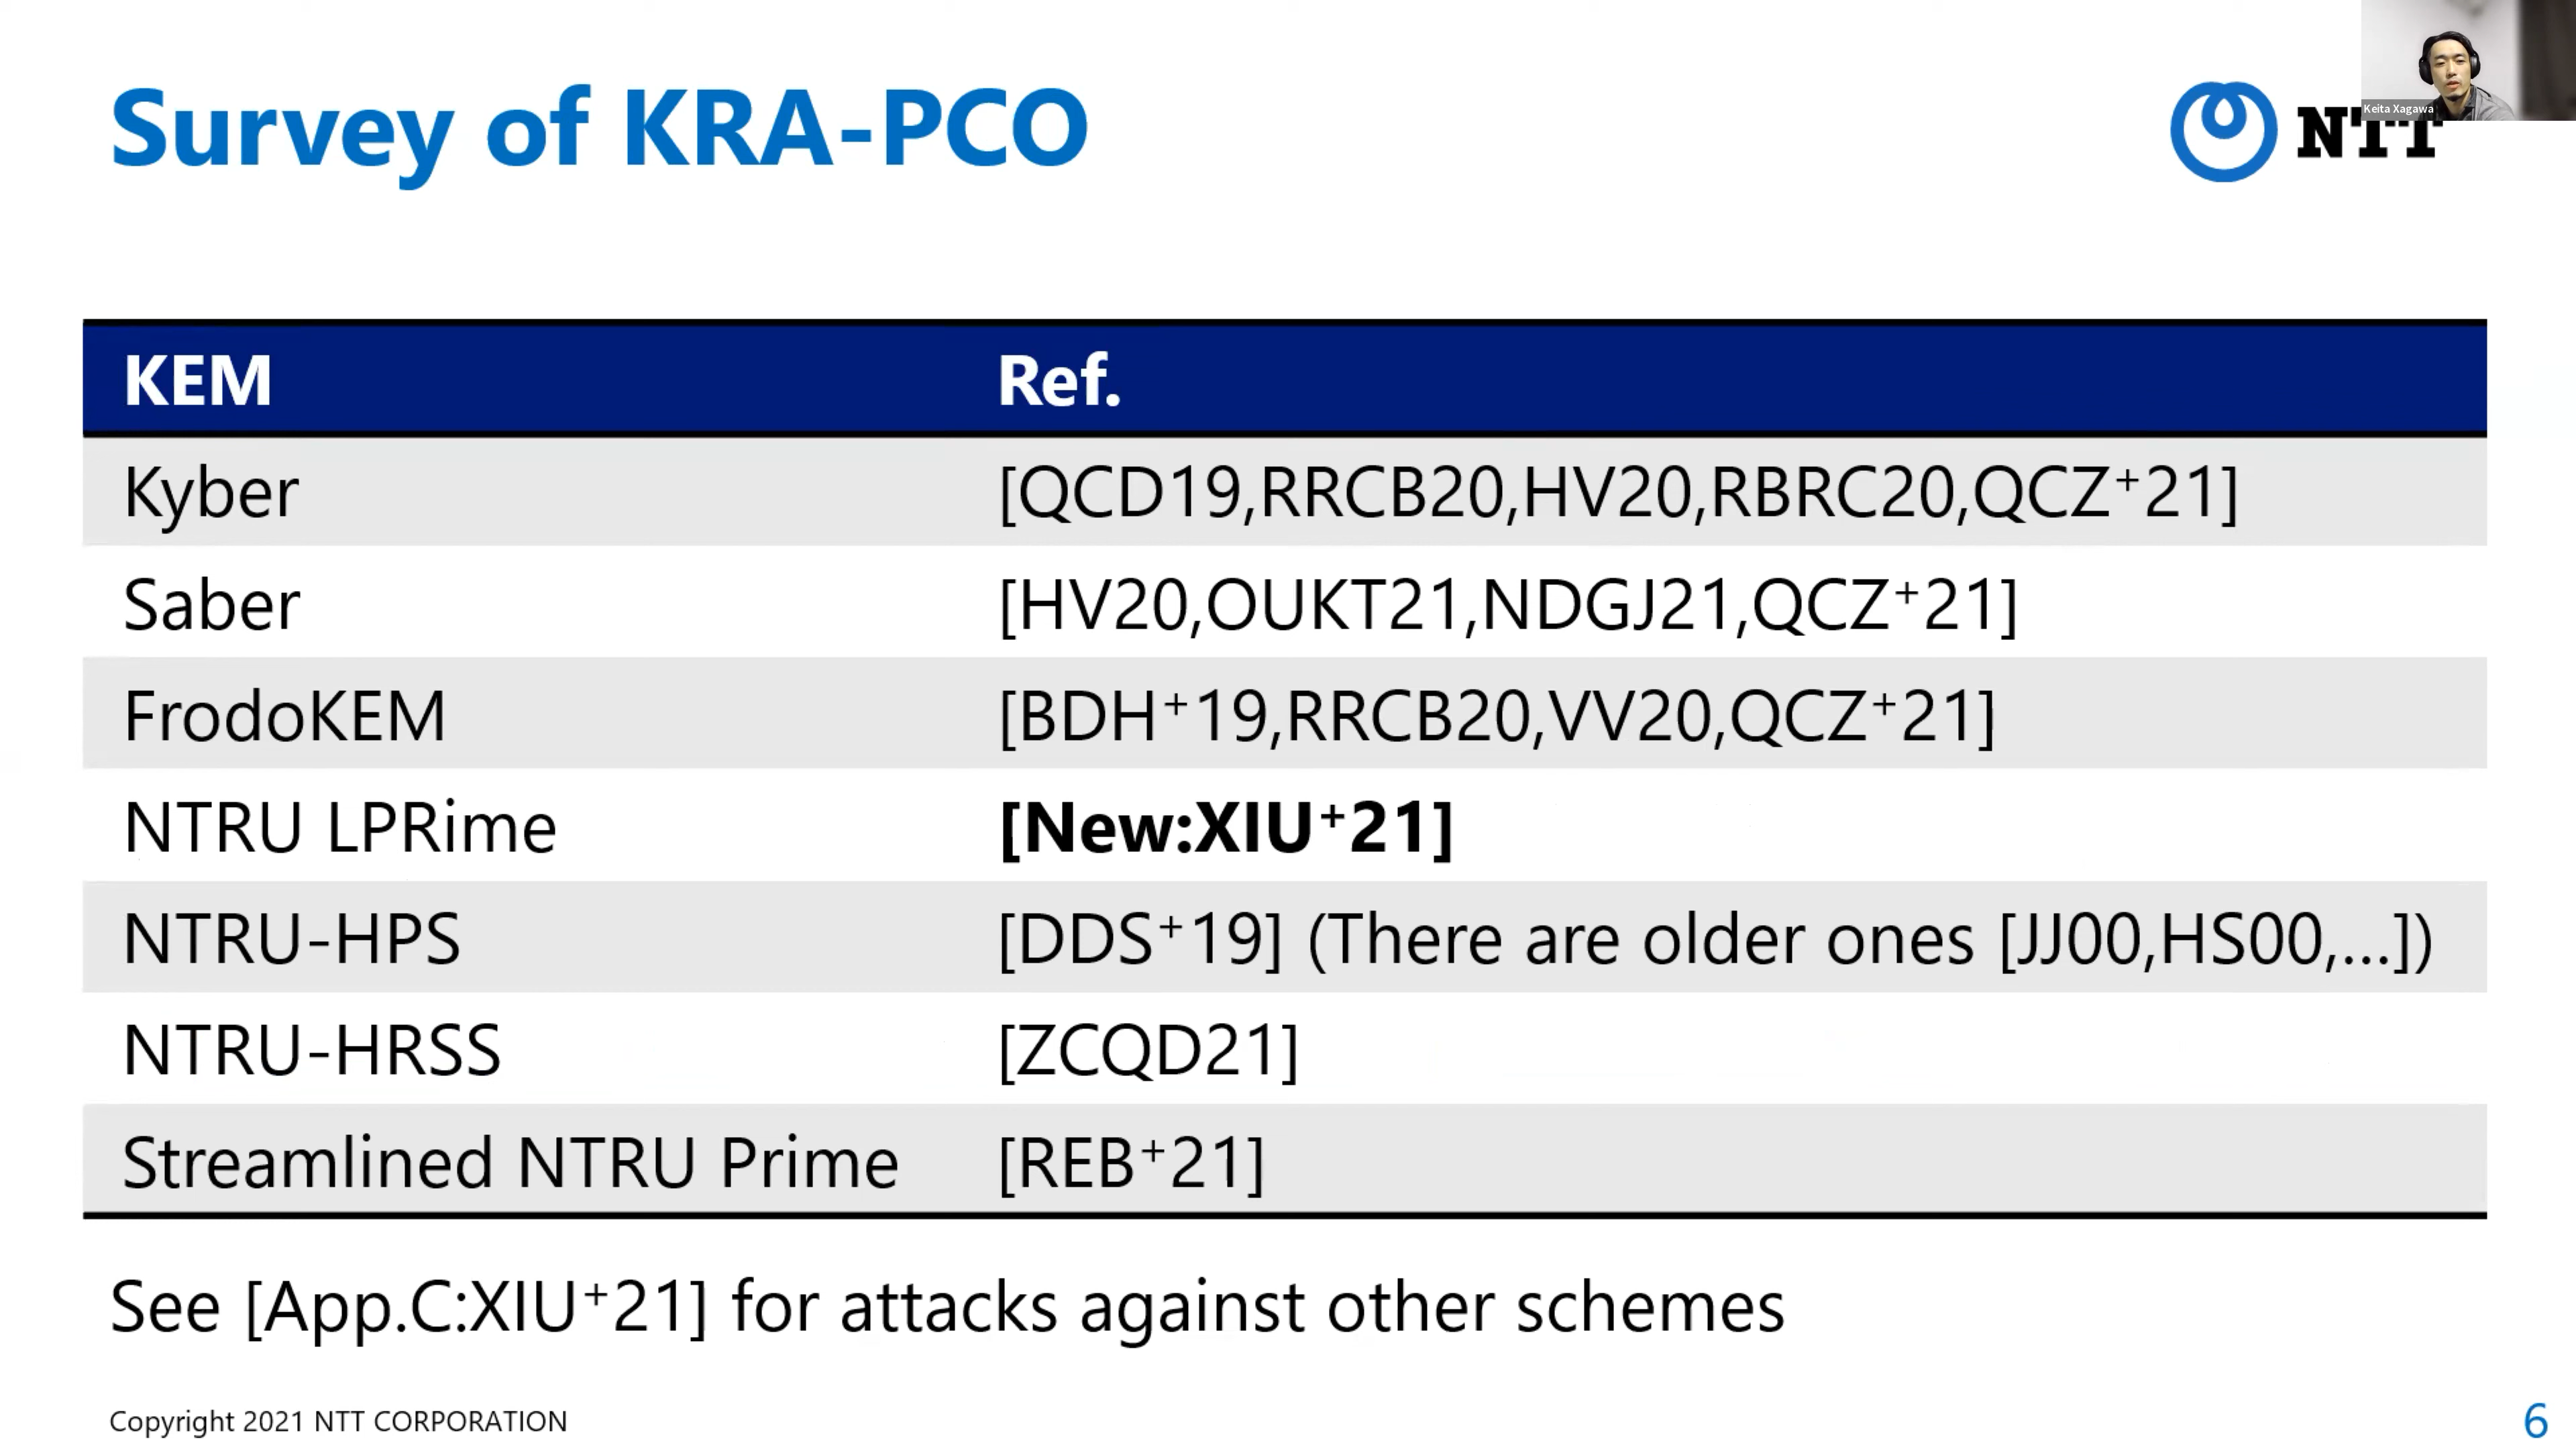 Survey of KRA-PCO
Keita Xagawa
NTT
KEM Ref.
Kyber [QCD19,RRCB20,HV20,RBRC20,QCZ⁺21]
Saber [HV20,OUKT21,NDGJ21,QCZ⁺21]
FrodoKEM [BDH⁺19,RRCB20,VV20,QCZ⁺21]
NTRU LPRime [New:XIU⁺21]
NTRU-HPS [DDS⁺19] (There are older ones [JJ00,HS00,...])
NTRU-HRSS [ZCQD21]
Streamlined NTRU Prime [REB⁺21]
See [App.C:XIU⁺21] for attacks against other schemes
Copyright 2021 NTT CORPORATION
6